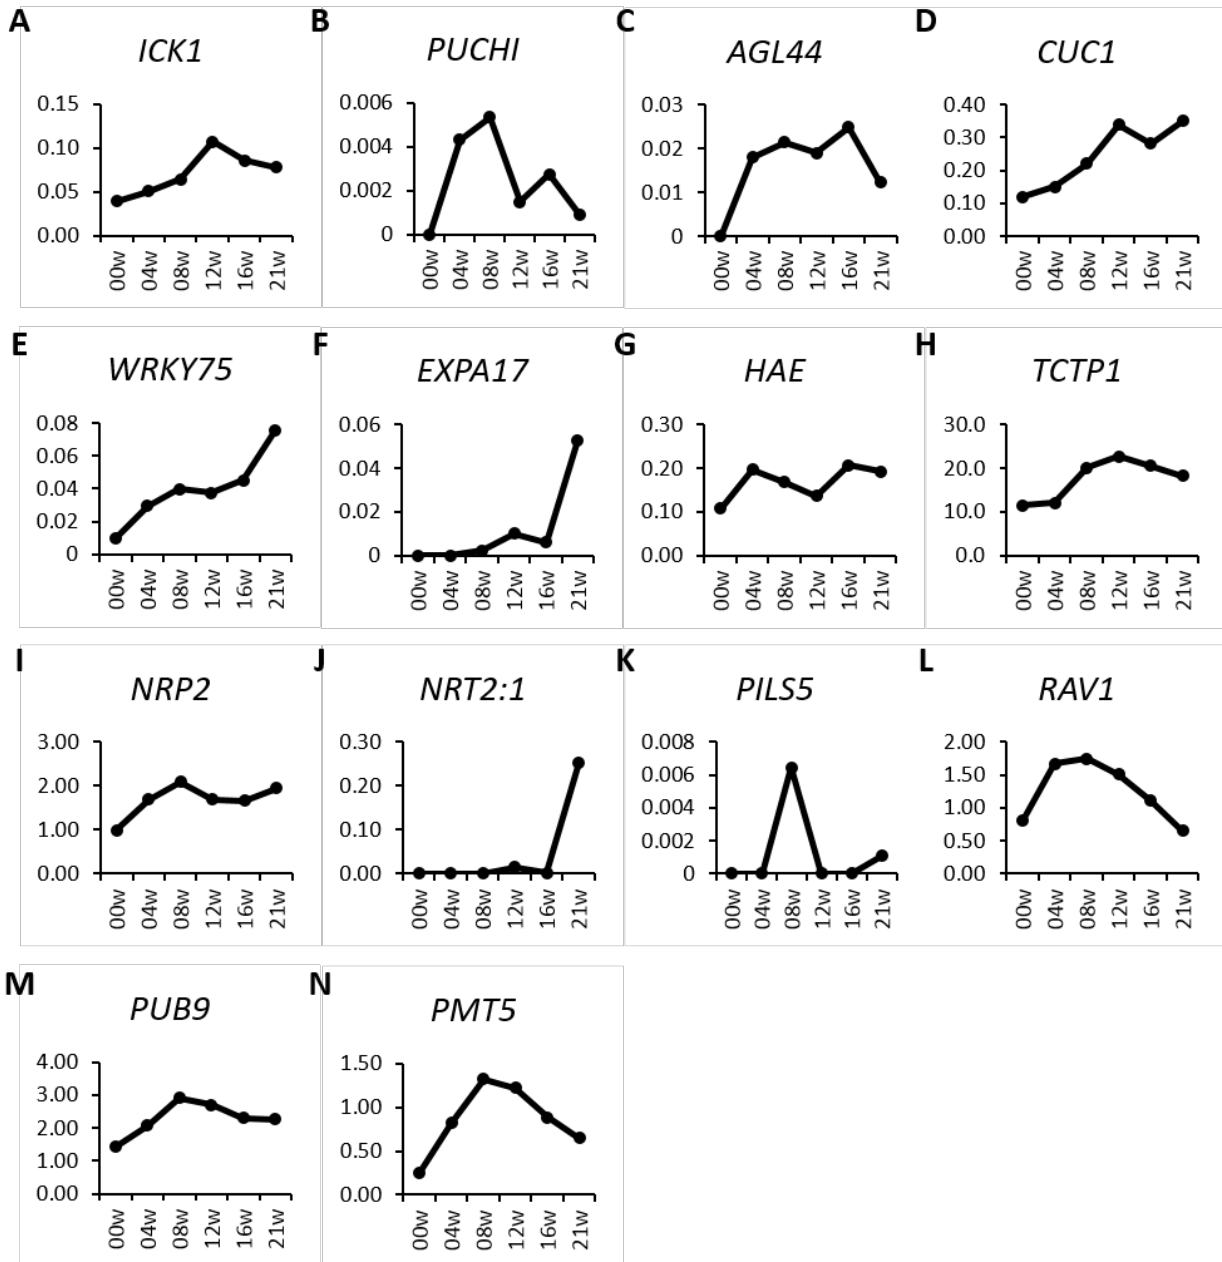 A B C D
ICK1 PUCHI AGL44 CUC1
0.15 0.006 0.03 0.40
0.30
0.10 0.004 0.02
0.20
0.05 0.002 0.01
0.10
0.00 0 0 0.00
00w 04w 08w 12w 16w 21w 00w 04w 08w 12w 16w 21w 00w 04w 08w 12w 16w 21w 00w 04w 08w 12w 16w 21w
E F G H
WRKY75 EXPA17 HAE TCTP1
0.08 0.06 0.30 30.0
0.06
0.04 0.20 20.0
0.04
0.02 0.10 10.0
0.02
0 0 0.00 0.0
00w 04w 08w 12w 16w 21w 00w 04w 08w 12w 16w 21w 00w 04w 08w 12w 16w 21w 00w 04w 08w 12w 16w 21w
I J K L
NRP2 NRT2:1 PILS5 RAV1
3.00 0.30 0.008 2.00
0.006 1.50
2.00 0.20
0.004 1.00
1.00 0.10
0.002 0.50
0.00 0.00 0 0.00
00w 04w 08w 12w 16w 21w 00w 04w 08w 12w 16w 21w 00w 04w 08w 12w 16w 21w 00w 04w 08w 12w 16w 21w
M N
PUB9 PMT5
4.00 1.50
3.00
1.00
2.00
0.50
1.00
0.00 0.00
00w 04w 08w 12w 16w 21w 00w 04w 08w 12w 16w 21w